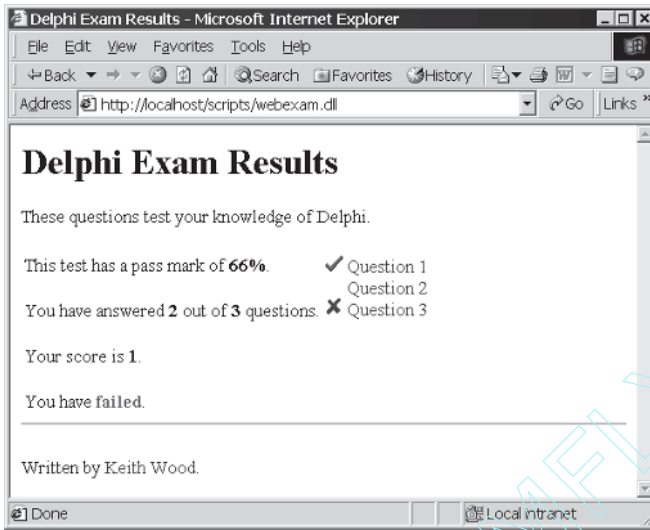 Delphi Exam Results - Microsoft Internet Explorer
File Edit View Favorites Tools Help
Back Search Favorites History
Address http://localhost/scripts/webexam.dll Go Links »
Delphi Exam Results
These questions test your knowledge of Delphi.
This test has a pass mark of 66%.
Question 1
Question 2
You have answered 2 out of 3 questions.
Question 3
Your score is 1.
You have failed.
Written by Keith Wood.
Done Local intranet